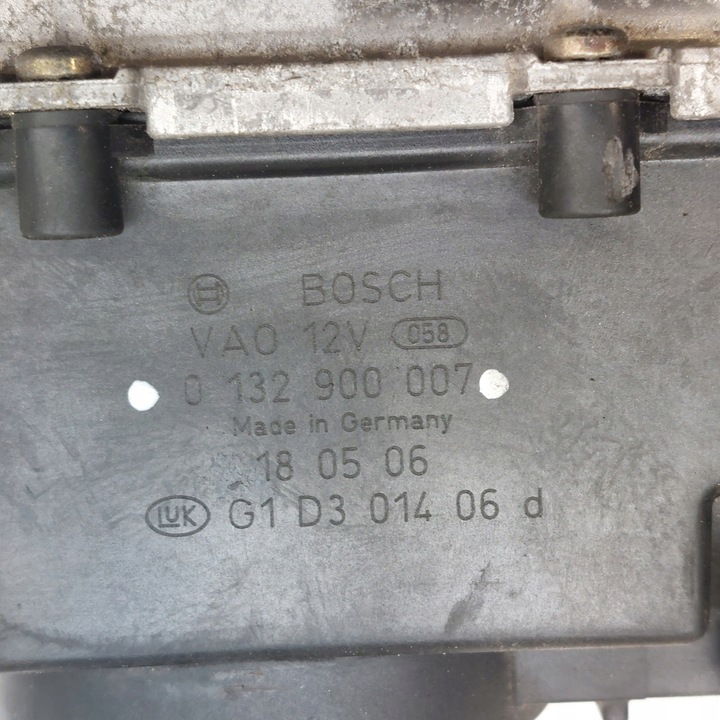 BOSCH
VAO 12V 058
0 132 900 007
Made in Germany
18 05 06
LUK G1 D3 014 06 d